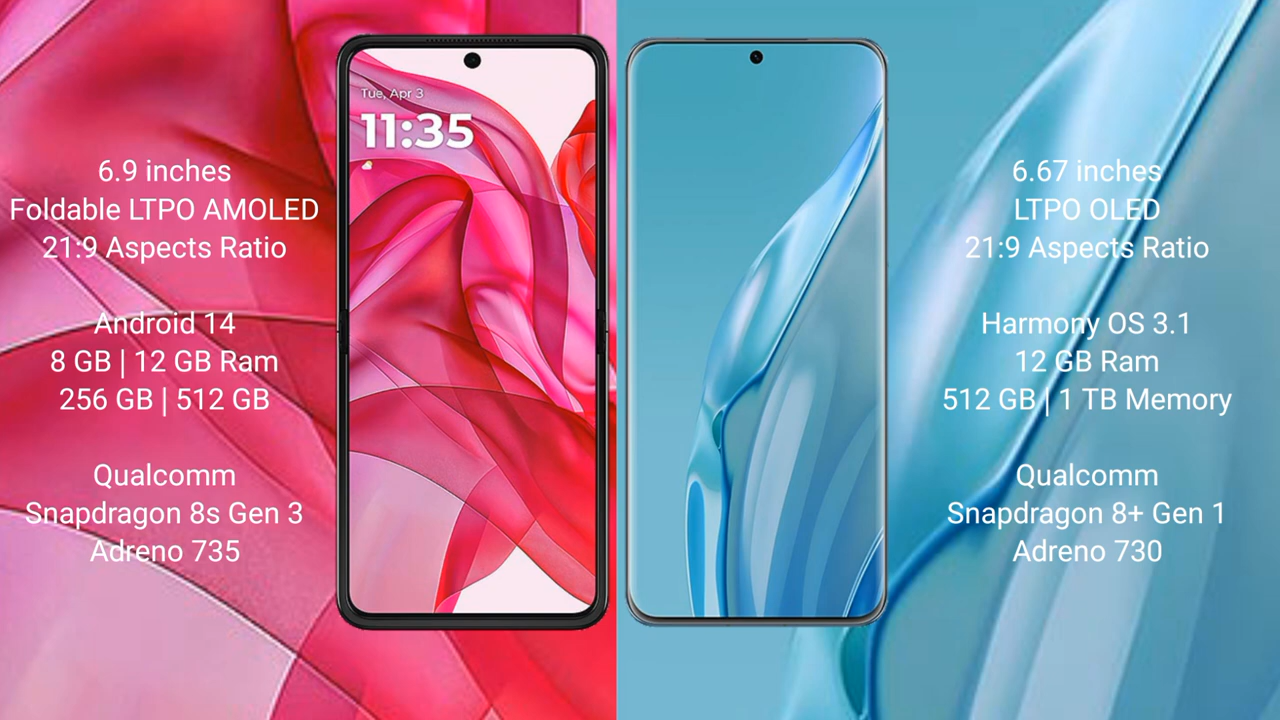 6.9 inches
Foldable LTPO AMOLED
21:9 Aspects Ratio
Android 14
8 GB | 12 GB Ram
256 GB | 512 GB
Qualcomm
Snapdragon 8s Gen 3
Adreno 735
Tue, Apr 3
11:35
6.67 inches
LTPO OLED
21:9 Aspects Ratio
Harmony OS 3.1
12 GB Ram
512 GB | 1 TB Memory
Qualcomm
Snapdragon 8+ Gen 1
Adreno 730